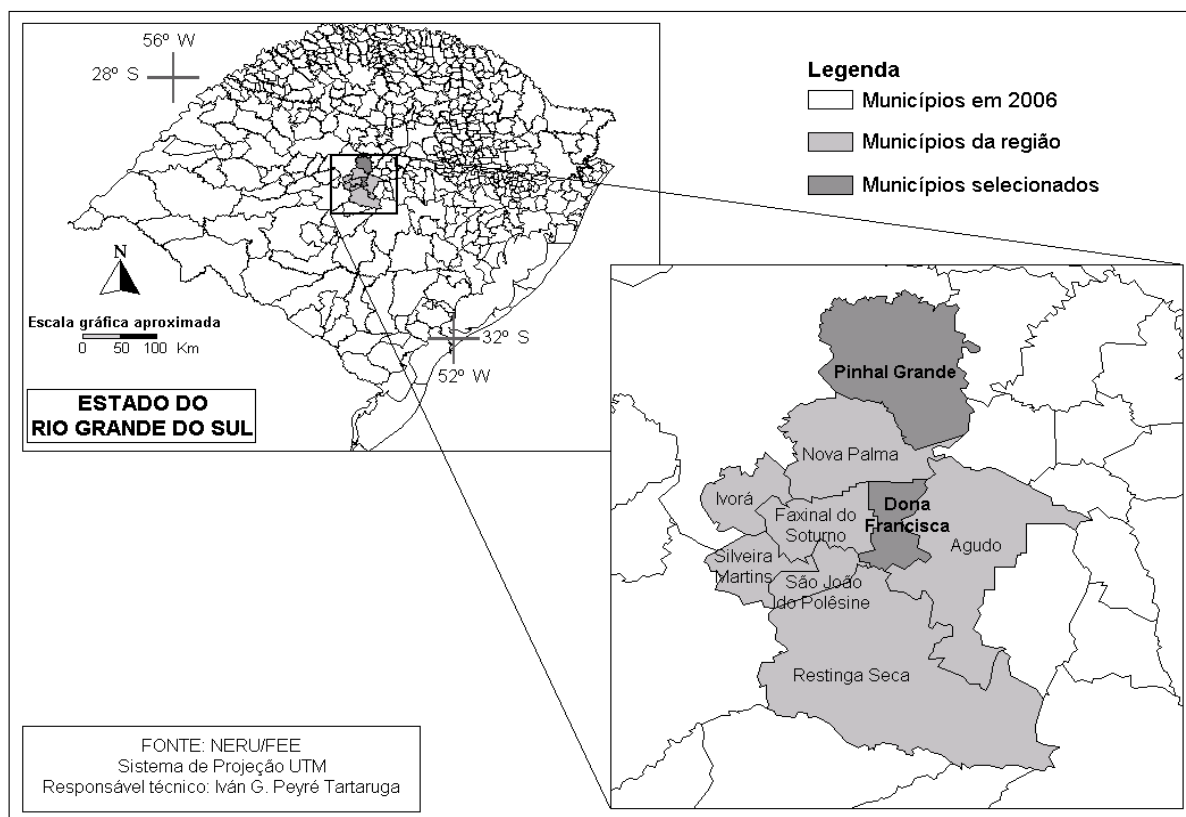 56º W
28º S
N
Escala gráfica aproximada
0 50 100 Km
32º S
52º W
ESTADO DO
RIO GRANDE DO SUL
Legenda
Municípios em 2006
Municípios da região
Municípios selecionados
Pinhal Grande
Nova Palma
Ivorá
Faxinal do
Soturno
Dona
Francisca
Agudo
Silveira
Martins
São João
do Polêsine
Restinga Seca
FONTE: NERU/FEE
Sistema de Projeção UTM
Responsável técnico: Iván G. Peyré Tartaruga